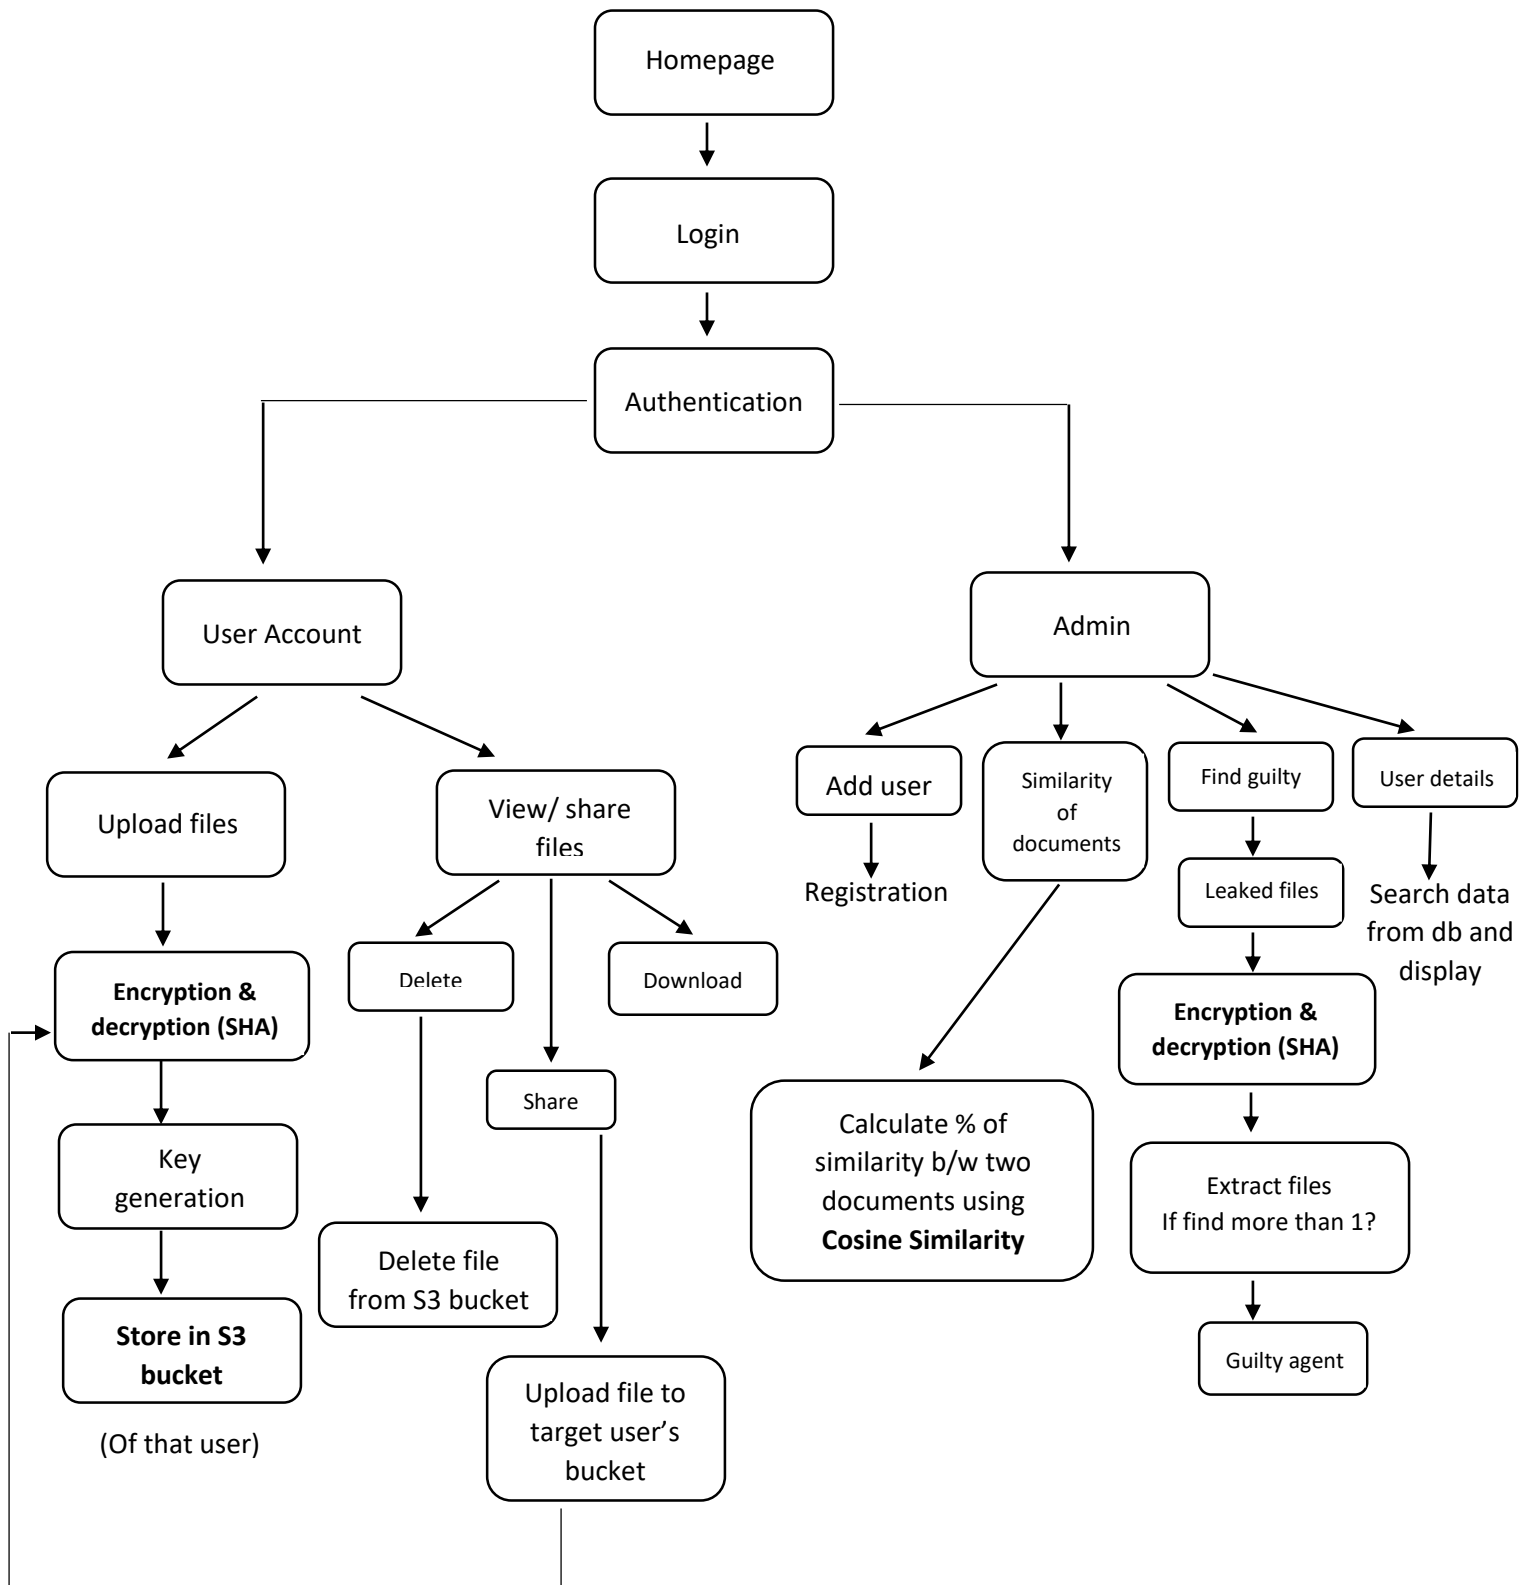 Homepage
Login
Authentication
User Account
Admin
Upload files
View/ share
files
Add user
Similarity
of
documents
Find guilty
User details
Registration
Leaked files
Search data
from db and
display
Encryption &
decryption (SHA)
Delete
Download
Encryption &
decryption (SHA)
Share
Key
generation
Calculate % of
similarity b/w two
documents using
Cosine Similarity
Extract files
If find more than 1?
Delete file
from S3 bucket
Store in S3
bucket
Guilty agent
Upload file to
target user’s
bucket
(Of that user)